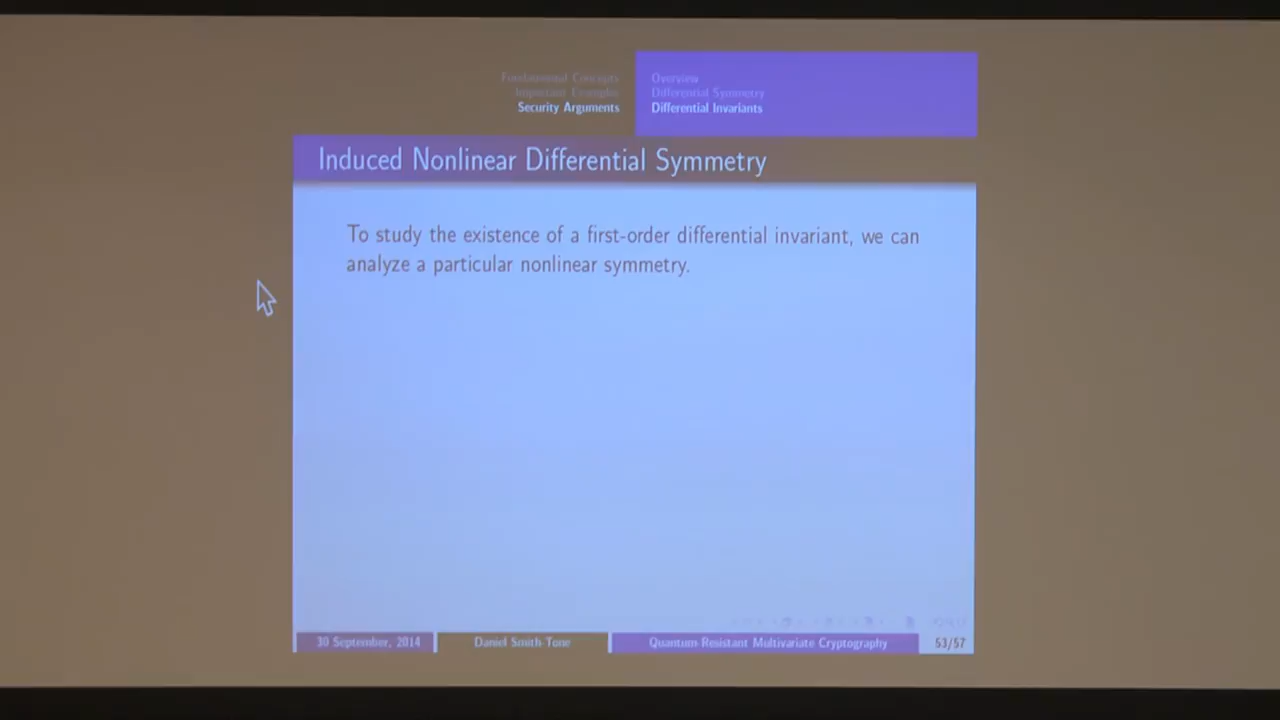 Fundamental Concepts
Important Examples
Security Arguments
Overview
Differential Symmetry
Differential Invariants
Induced Nonlinear Differential Symmetry
To study the existence of a first-order differential invariant, we can
analyze a particular nonlinear symmetry.
30 September, 2014
Daniel Smith-Tone
Quantum-Resistant Multivariate Cryptography
53/57